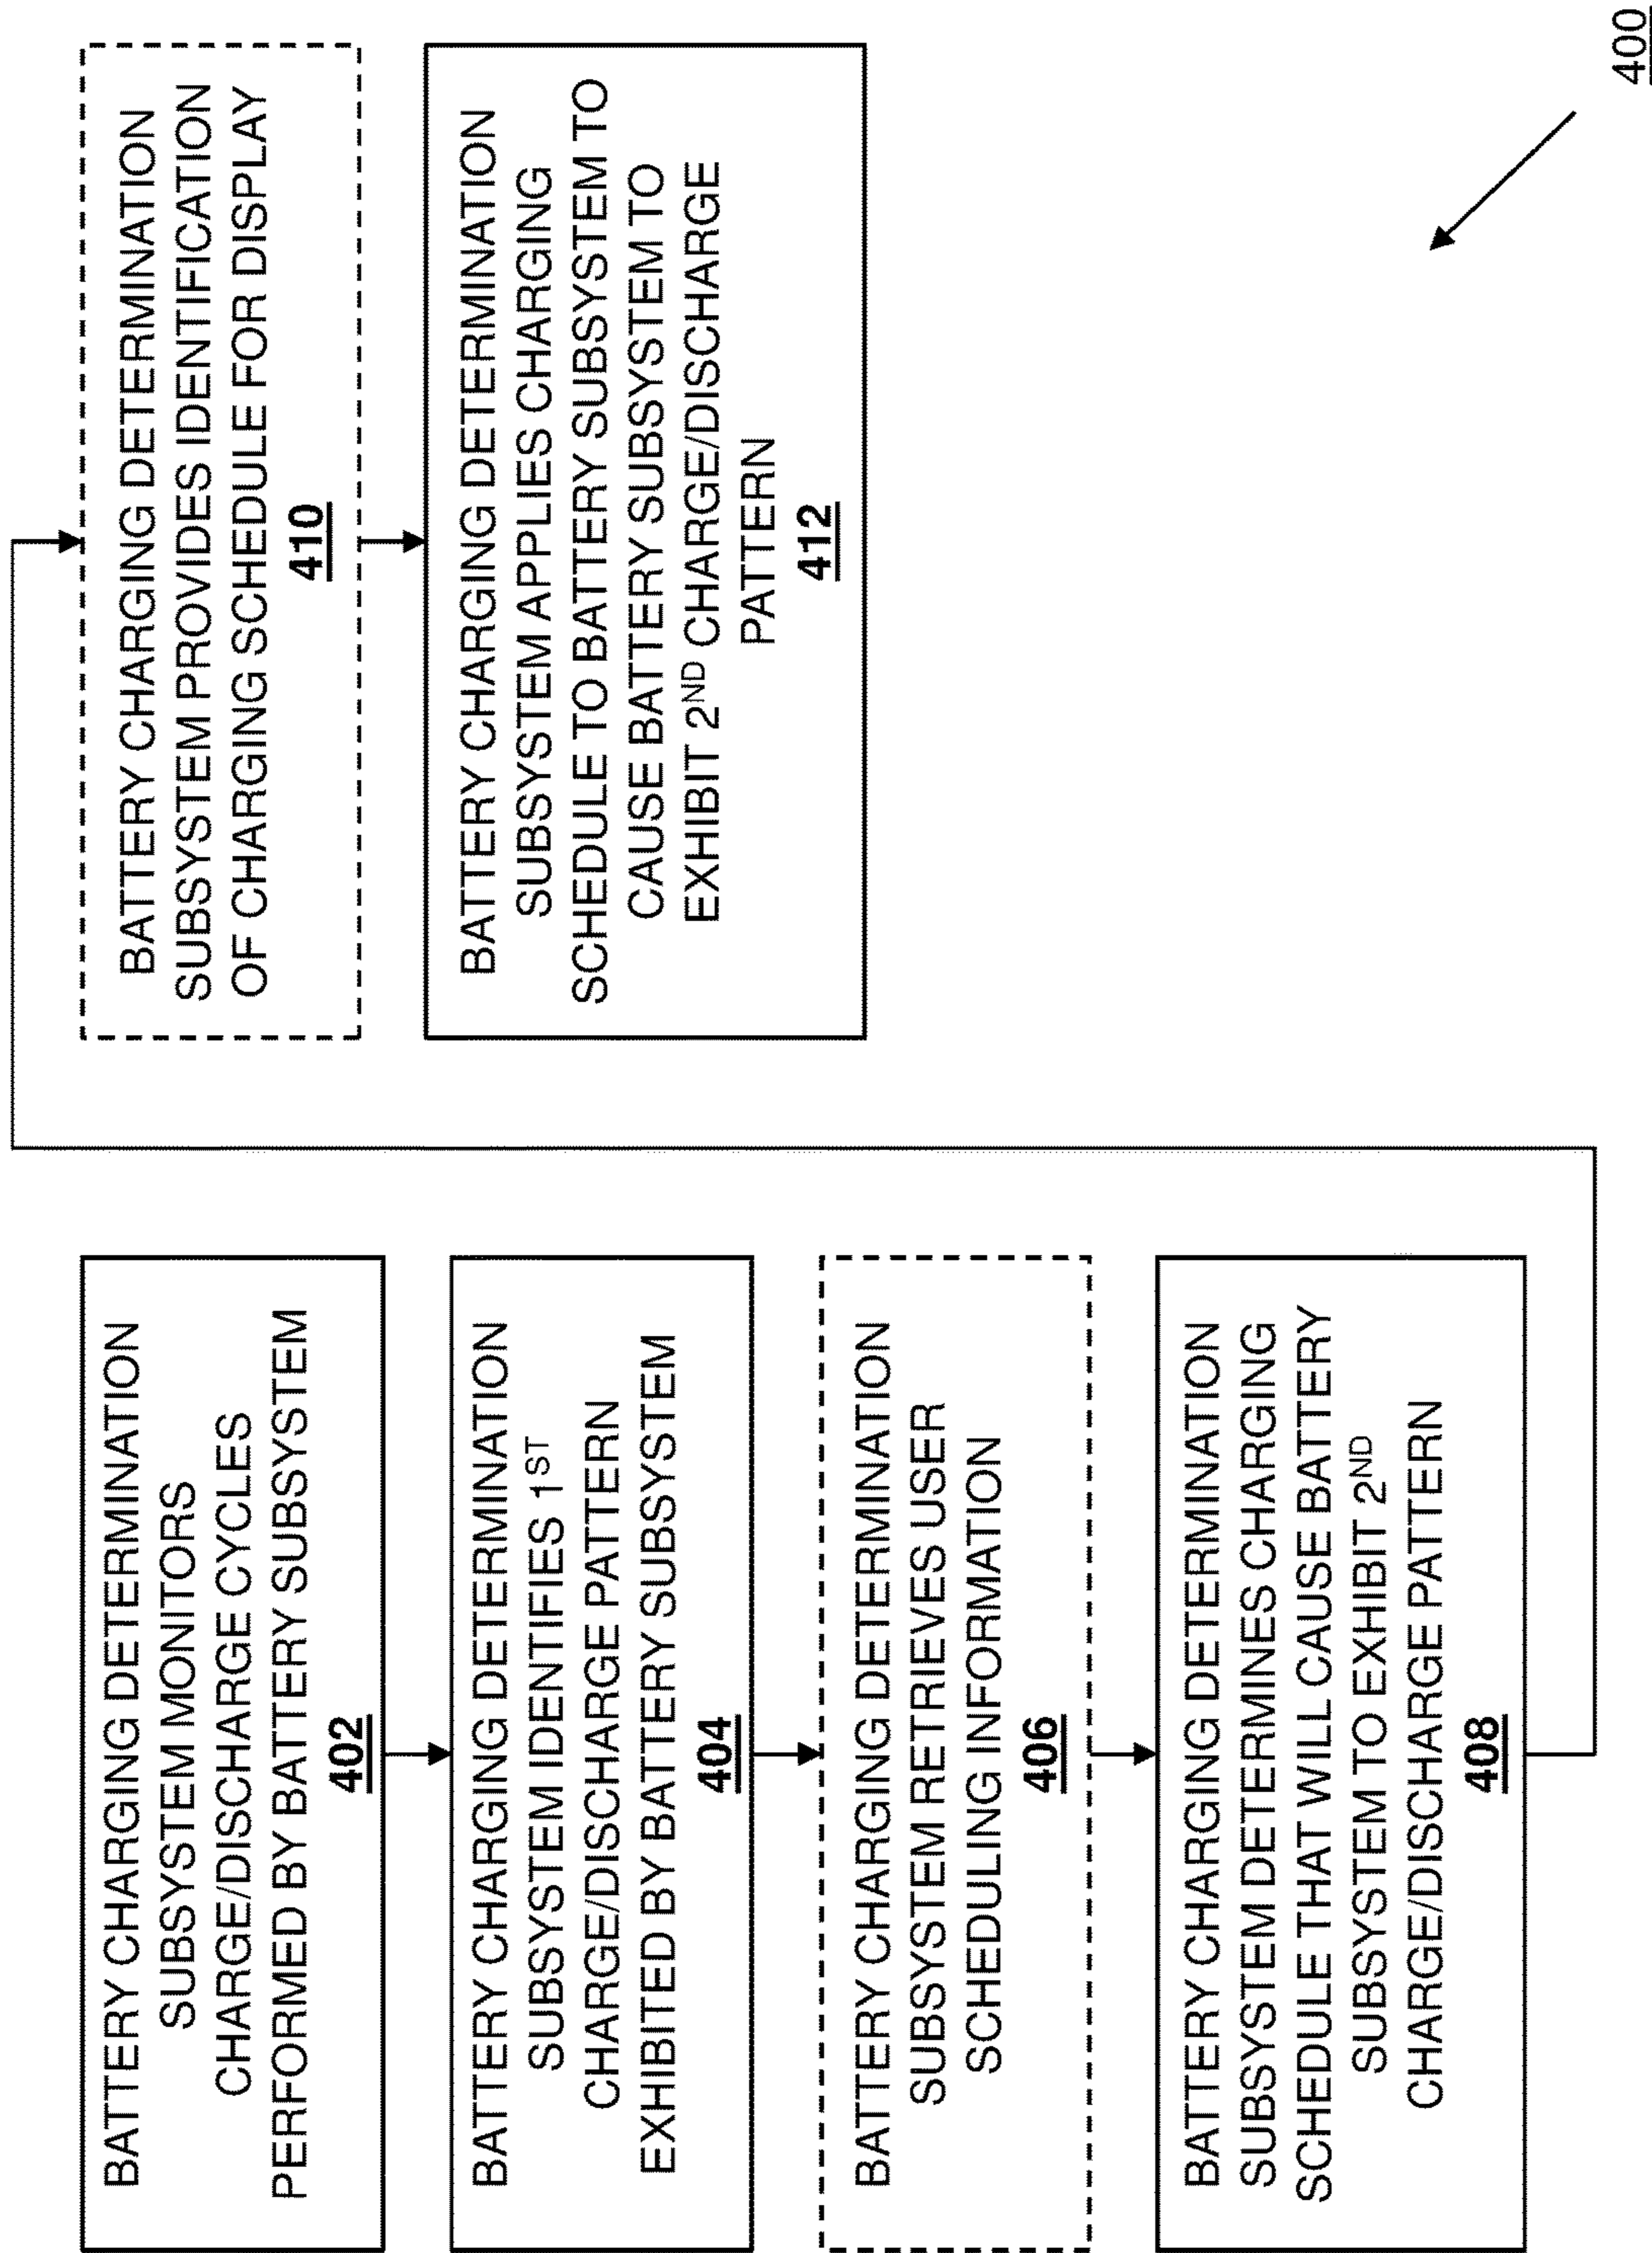 BATTERY CHARGING DETERMINATION
SUBSYSTEM MONITORS
CHARGE/DISCHARGE CYCLES
PERFORMED BY BATTERY SUBSYSTEM
402
BATTERY CHARGING DETERMINATION
SUBSYSTEM IDENTIFIES 1ST
CHARGE/DISCHARGE PATTERN
EXHIBITED BY BATTERY SUBSYSTEM
404
BATTERY CHARGING DETERMINATION
SUBSYSTEM RETRIEVES USER
SCHEDULING INFORMATION
406
BATTERY CHARGING DETERMINATION
SUBSYSTEM DETERMINES CHARGING
SCHEDULE THAT WILL CAUSE BATTERY
SUBSYSTEM TO EXHIBIT 2ND
CHARGE/DISCHARGE PATTERN
408
BATTERY CHARGING DETERMINATION
SUBSYSTEM PROVIDES IDENTIFICATION
OF CHARGING SCHEDULE FOR DISPLAY
410
BATTERY CHARGING DETERMINATION
SUBSYSTEM APPLIES CHARGING
SCHEDULE TO BATTERY SUBSYSTEM TO
CAUSE BATTERY SUBSYSTEM TO
EXHIBIT 2ND CHARGE/DISCHARGE
PATTERN
412
400